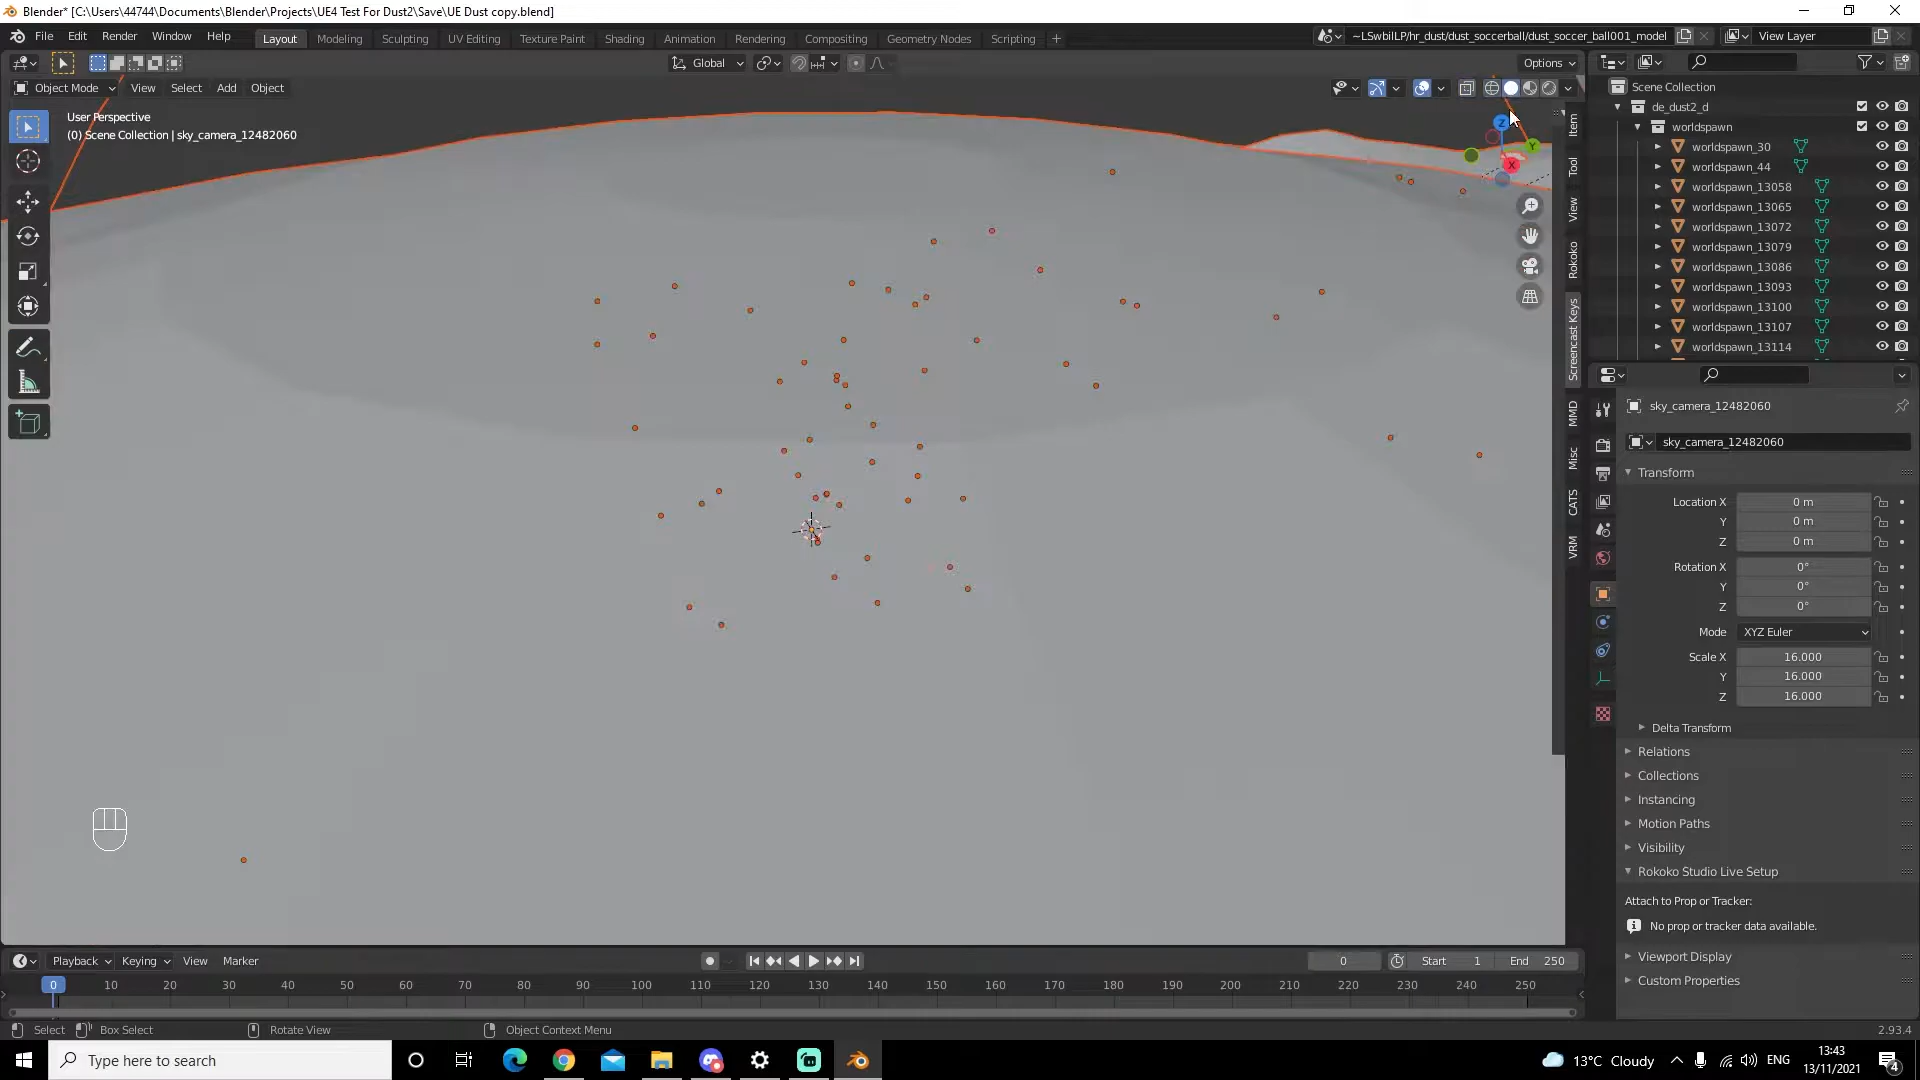 Blender* [C:\Users\44744\Documents\Blender\Projects\UE4 Test For Dust2\Save\UE Dust copy.blend]
File Edit Render Window Help
Layout Modeling Sculpting UV Editing Texture Paint Shading Animation Rendering Compositing Geometry Nodes Scripting +
~LSwbilLP/hr_dust/dust_soccerball/dust_soccer_ball001_model
View Layer
Global
Options
Object Mode View Select Add Object
User Perspective
(0) Scene Collection | sky_camera_12482060
Z
Y
X
Item
Tool
View
Rokoko
Screencast Keys
MMD
Misc
CATS
VRM
Scene Collection
de_dust2_d
worldspawn
worldspawn_30
worldspawn_44
worldspawn_13058
worldspawn_13065
worldspawn_13072
worldspawn_13079
worldspawn_13086
worldspawn_13093
worldspawn_13100
worldspawn_13107
worldspawn_13114
sky_camera_12482060
sky_camera_12482060
Transform
Location X 0 m
Y 0 m
Z 0 m
Rotation X 0°
Y 0°
Z 0°
Mode XYZ Euler
Scale X 16.000
Y 16.000
Z 16.000
Delta Transform
Relations
Collections
Instancing
Motion Paths
Visibility
Rokoko Studio Live Setup
Attach to Prop or Tracker:
No prop or tracker data available.
Viewport Display
Custom Properties
Playback Keying View Marker
0
Start 1
End 250
0 10 20 30 40 50 60 70 80 90 100 110 120 130 140 150 160 170 180 190 200 210 220 230 240 250
Select Box Select Rotate View Object Context Menu
2.93.4
Type here to search
13°C Cloudy
ENG
13:43
13/11/2021
4